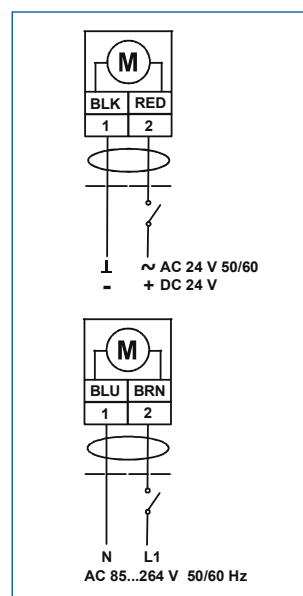 M
BLK RED
1 2
⊥ ~ AC 24 V 50/60
- + DC 24 V
M
BLU BRN
1 2
N L1
AC 85...264 V 50/60 Hz